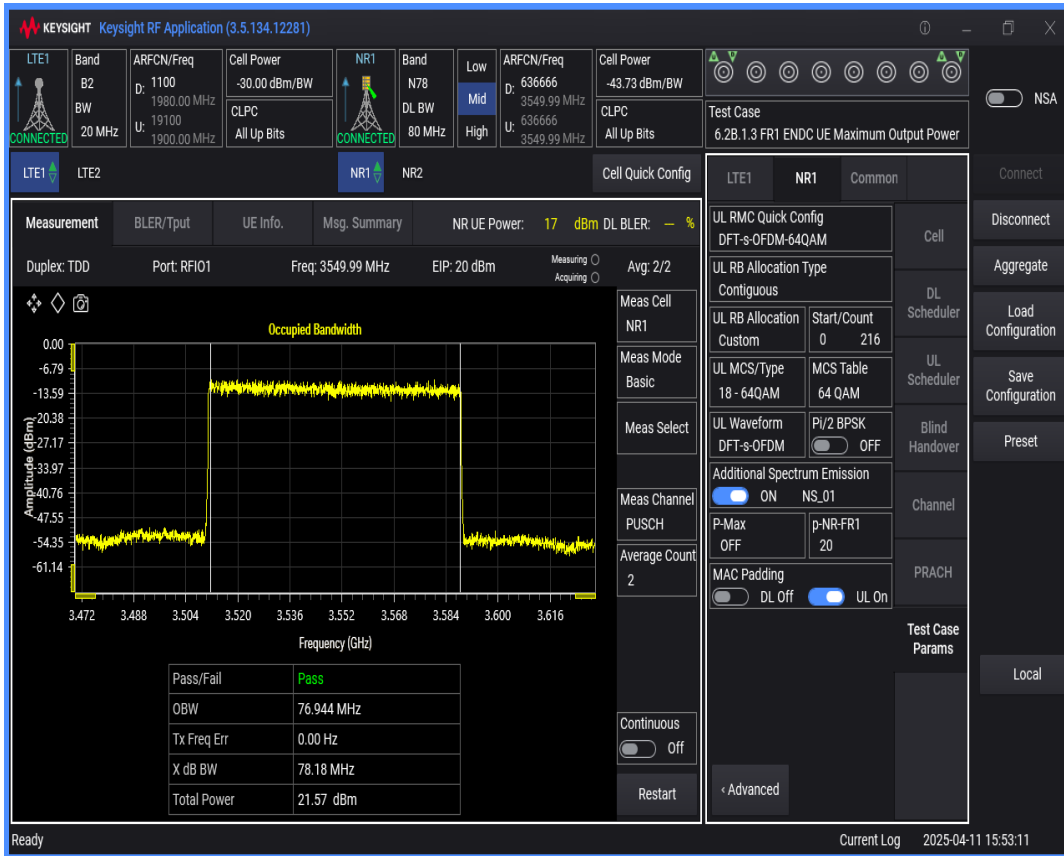 KEYSIGHT Keysight RF Application (3.5.134.12281)
LTE1
CONNECTED
Band
B2
BW
20 MHz
ARFCN/Freq
D: 1100
1980.00 MHz
U: 19100
1900.00 MHz
Cell Power
-30.00 dBm/BW
CLPC
All Up Bits
NR1
CONNECTED
Band
N78
DL BW
80 MHz
Low
Mid
High
ARFCN/Freq
D: 636666
3549.99 MHz
U: 636666
3549.99 MHz
Cell Power
-43.73 dBm/BW
CLPC
All Up Bits
Test Case
6.2B.1.3 FR1 ENDC UE Maximum Output Power
NSA
LTE1 LTE2 NR1 NR2 Cell Quick Config
Measurement BLER/Tput UE Info. Msg. Summary NR UE Power: 17 dBm DL BLER: — %
Duplex: TDD Port: RFIO1 Freq: 3549.99 MHz EIP: 20 dBm Measuring Acquiring Avg: 2/2
Occupied Bandwidth
Amplitude (dBm)
0.00
-6.79
-13.59
-20.38
-27.17
-33.97
-40.76
-47.55
-54.35
-61.14
3.472 3.488 3.504 3.520 3.536 3.552 3.568 3.584 3.600 3.616
Frequency (GHz)
Pass/Fail Pass
OBW 76.944 MHz
Tx Freq Err 0.00 Hz
X dB BW 78.18 MHz
Total Power 21.57 dBm
Meas Cell
NR1
Meas Mode
Basic
Meas Select
Meas Channel
PUSCH
Average Count
2
Continuous
Off
Restart
LTE1 NR1 Common
UL RMC Quick Config
DFT-s-OFDM-64QAM
UL RB Allocation Type
Contiguous
UL RB Allocation
Custom
Start/Count
0 216
UL MCS/Type
18 - 64QAM
MCS Table
64 QAM
UL Waveform
DFT-s-OFDM
Pi/2 BPSK
OFF
Additional Spectrum Emission
ON NS_01
P-Max
OFF
p-NR-FR1
20
MAC Padding
DL Off UL On
‹ Advanced
Cell
DL
Scheduler
UL
Scheduler
Blind
Handover
Channel
PRACH
Test Case
Params
Connect
Disconnect
Aggregate
Load
Configuration
Save
Configuration
Preset
Local
Ready Current Log 2025-04-11 15:53:11